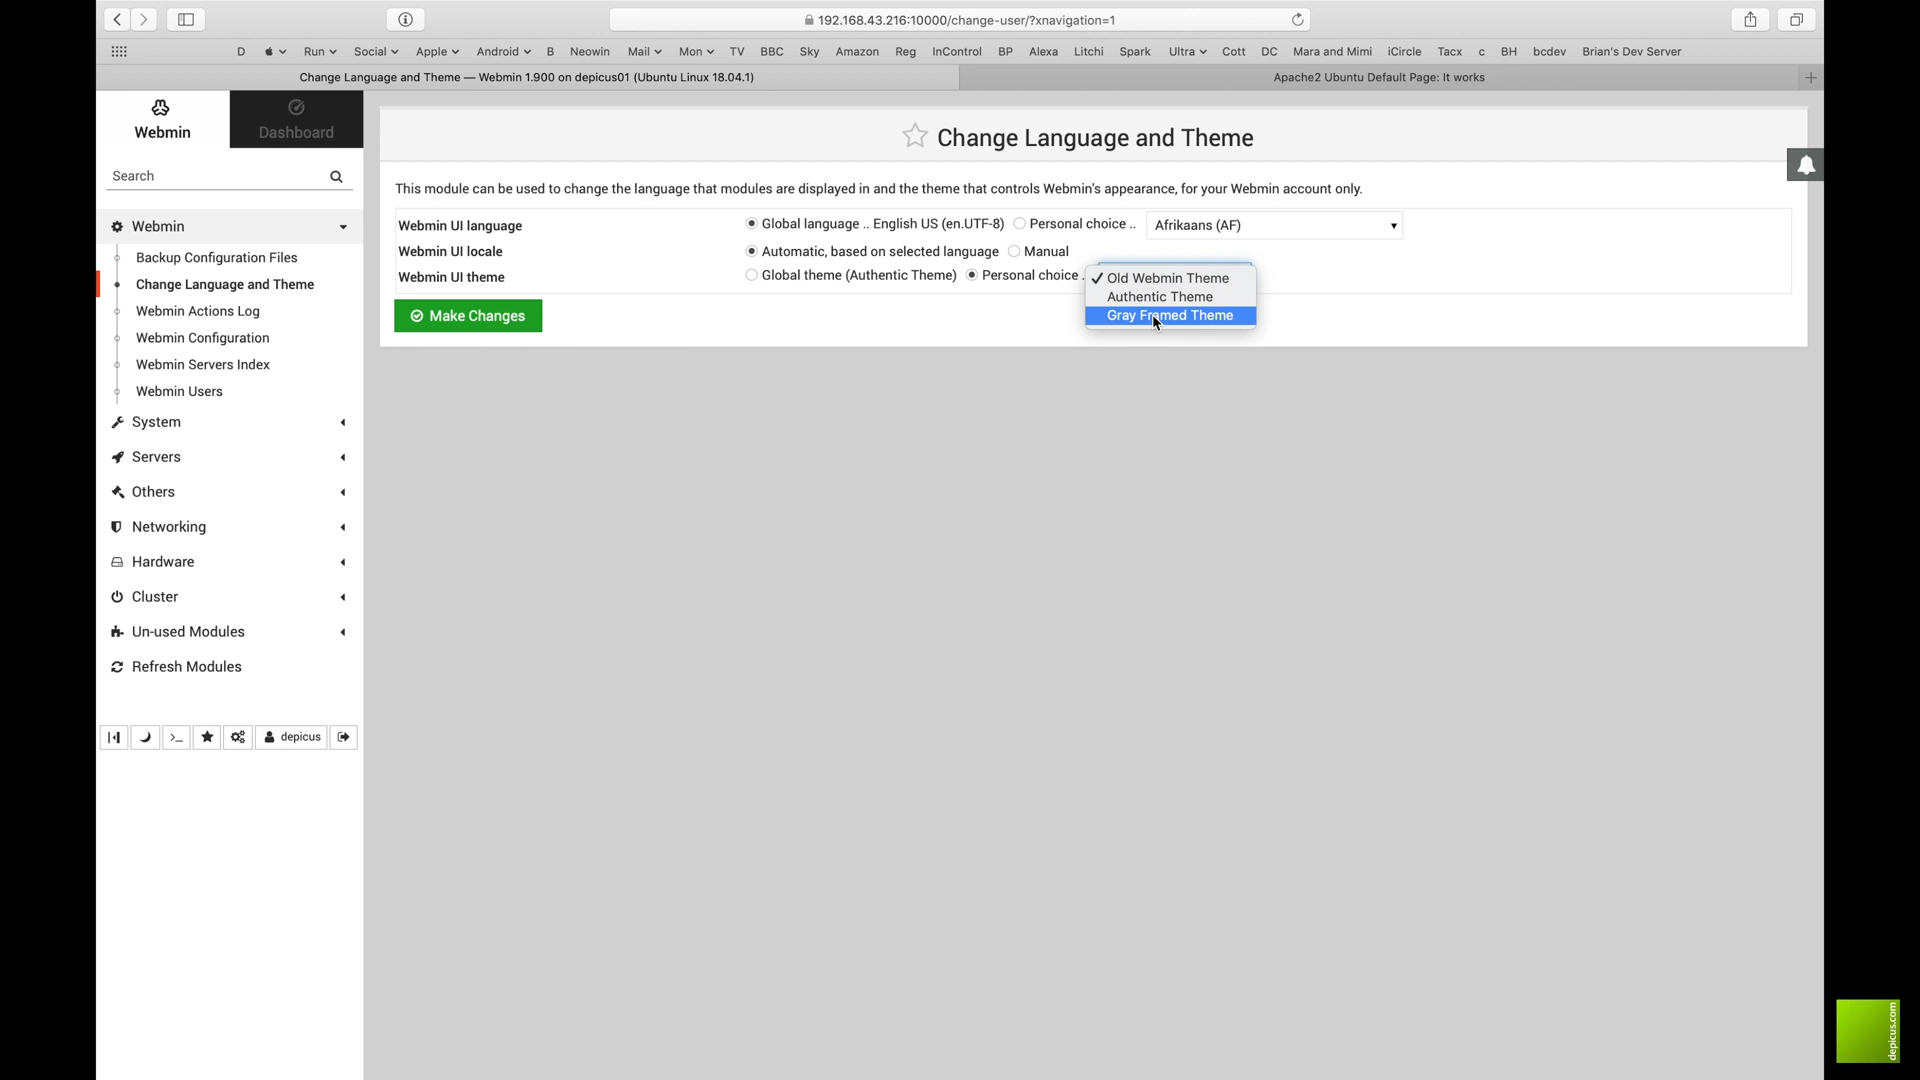 192.168.43.216:10000/change-user/?xnavigation=1
D Run Social Apple Android B Neowin Mail Mon TV BBC Sky Amazon Reg InControl BP Alexa Litchi Spark Ultra Cott DC Mara and Mimi iCircle Tacx c BH bcdev Brian's Dev Server
Change Language and Theme — Webmin 1.900 on depicus01 (Ubuntu Linux 18.04.1)
Apache2 Ubuntu Default Page: It works
Webmin
Dashboard
Search
Webmin
Backup Configuration Files
Change Language and Theme
Webmin Actions Log
Webmin Configuration
Webmin Servers Index
Webmin Users
System
Servers
Others
Networking
Hardware
Cluster
Un-used Modules
Refresh Modules
depicus
Change Language and Theme
This module can be used to change the language that modules are displayed in and the theme that controls Webmin's appearance, for your Webmin account only.
Webmin UI language Global language .. English US (en.UTF-8) Personal choice .. Afrikaans (AF)
Webmin UI locale Automatic, based on selected language Manual
Webmin UI theme Global theme (Authentic Theme) Personal choice .
Old Webmin Theme
Authentic Theme
Gray Framed Theme
Make Changes
depicus.com